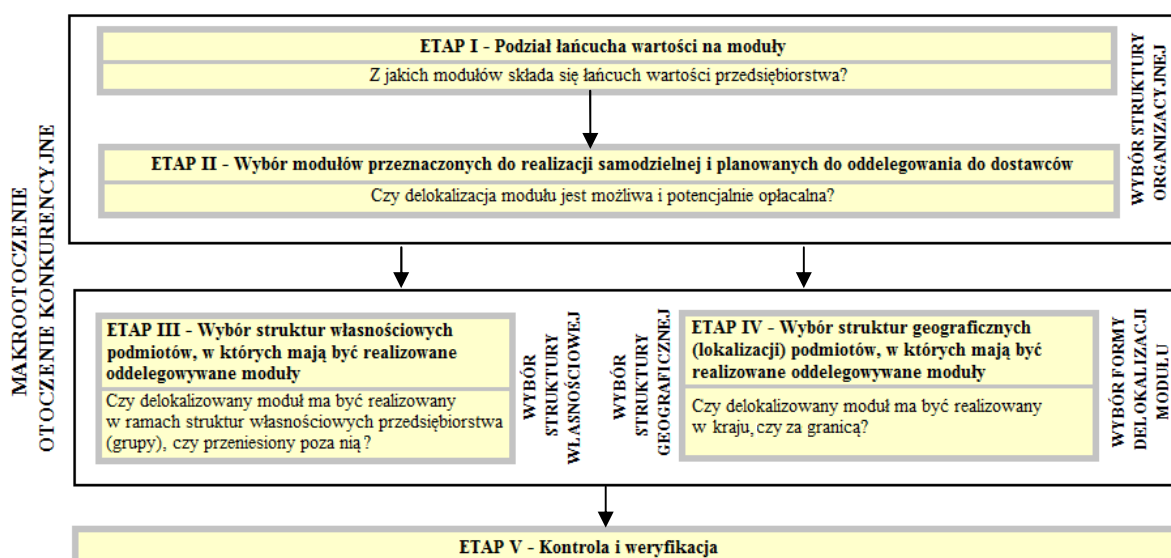 ETAP I - Podział łańcucha wartości na moduły
Z jakich modułów składa się łańcuch wartości przedsiębiorstwa?
ETAP II - Wybór modułów przeznaczonych do realizacji samodzielnej i planowanych do oddelegowania do dostawców
Czy delokalizacja modułu jest możliwa i potencjalnie opłacalna?
WYBÓR STRUKTURY
ORGANIZACYJNEJ
MAKROOTOCZENIE
OTOCZENIE KONKURENCYJNE
ETAP III - Wybór struktur własnościowych
podmiotów, w których mają być realizowane
oddelegowywane moduły
Czy delokalizowany moduł ma być realizowany
w ramach struktur własnościowych przedsiębiorstwa
(grupy), czy przeniesiony poza nią?
WYBÓR
STRUKTURY
WŁASNOŚCIOWEJ
WYBÓR
STRUKTURY
GEOGRAFICZNEJ
ETAP IV - Wybór struktur geograficznych
(lokalizacji) podmiotów, w których mają być
realizowane oddelegowywane moduły
Czy delokalizowany moduł ma być realizowany
w kraju, czy za granicą?
WYBÓR FORMY
DELOKALIZACJI
MODUŁU
ETAP V - Kontrola i weryfikacja